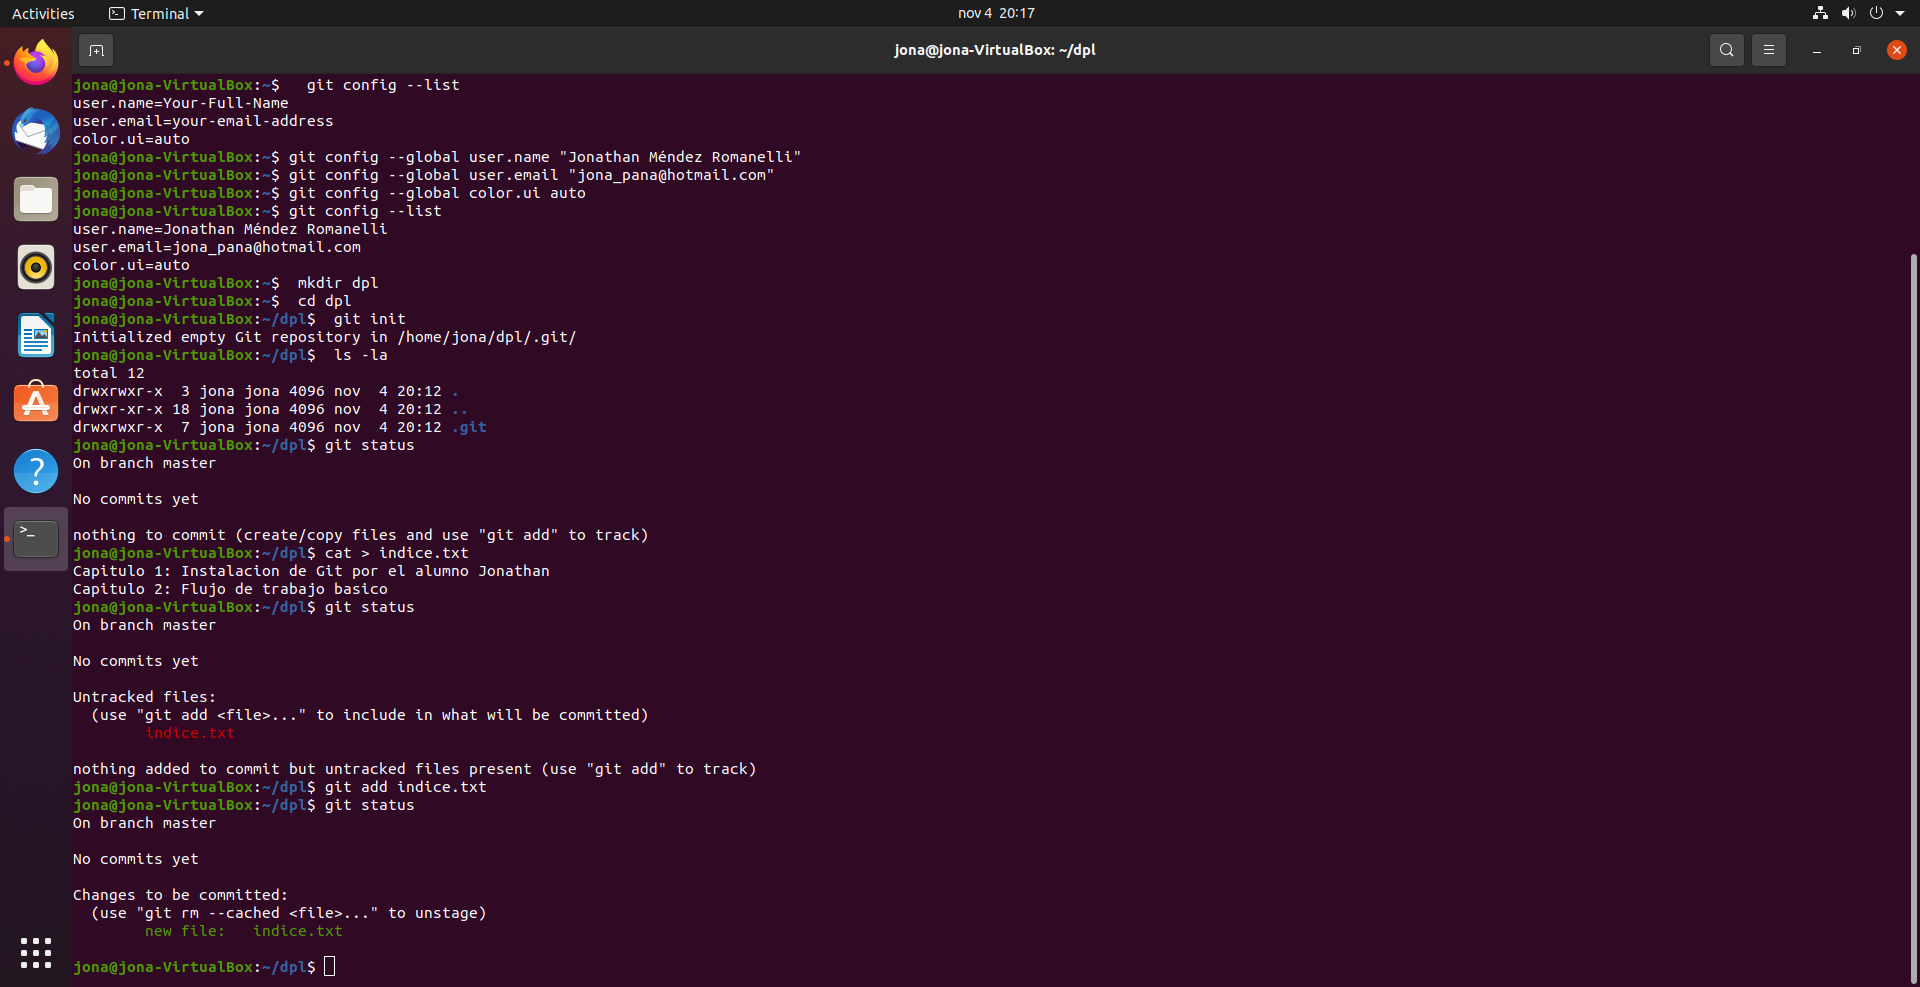 Activities
Terminal
nov 4 20:17
jona@jona-VirtualBox: ~/dpl
jona@jona-VirtualBox:~$   git config --list
user.name=Your-Full-Name
user.email=your-email-address
color.ui=auto
jona@jona-VirtualBox:~$ git config --global user.name "Jonathan Méndez Romanelli"
jona@jona-VirtualBox:~$ git config --global user.email "jona_pana@hotmail.com"
jona@jona-VirtualBox:~$ git config --global color.ui auto
jona@jona-VirtualBox:~$ git config --list
user.name=Jonathan Méndez Romanelli
user.email=jona_pana@hotmail.com
color.ui=auto
jona@jona-VirtualBox:~$  mkdir dpl
jona@jona-VirtualBox:~$  cd dpl
jona@jona-VirtualBox:~/dpl$  git init
Initialized empty Git repository in /home/jona/dpl/.git/
jona@jona-VirtualBox:~/dpl$  ls -la
total 12
drwxrwxr-x  3 jona jona 4096 nov  4 20:12 .
drwxr-xr-x 18 jona jona 4096 nov  4 20:12 ..
drwxrwxr-x  7 jona jona 4096 nov  4 20:12 .git
jona@jona-VirtualBox:~/dpl$ git status
On branch master
No commits yet
nothing to commit (create/copy files and use "git add" to track)
jona@jona-VirtualBox:~/dpl$ cat > indice.txt
Capitulo 1: Instalacion de Git por el alumno Jonathan
Capitulo 2: Flujo de trabajo basico
jona@jona-VirtualBox:~/dpl$ git status
On branch master
No commits yet
Untracked files:
  (use "git add <file>..." to include in what will be committed)
        indice.txt
nothing added to commit but untracked files present (use "git add" to track)
jona@jona-VirtualBox:~/dpl$ git add indice.txt
jona@jona-VirtualBox:~/dpl$ git status
On branch master
No commits yet
Changes to be committed:
  (use "git rm --cached <file>..." to unstage)
        new file:   indice.txt
jona@jona-VirtualBox:~/dpl$